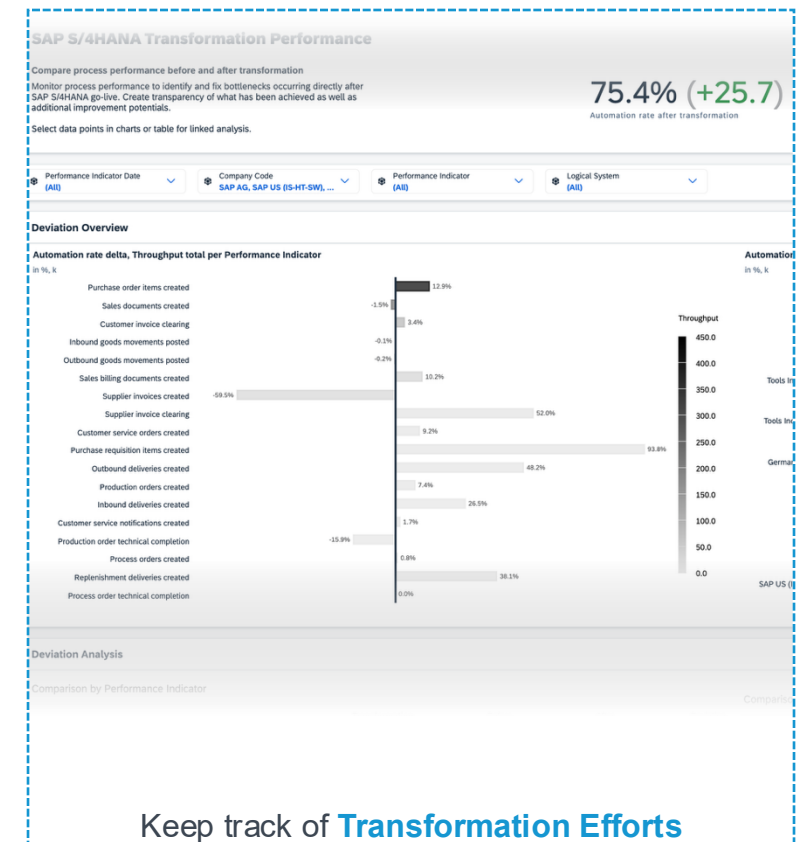 SAP S/4HANA Transformation Performance
Compare process performance before and after transformation
Monitor process performance to identify and fix bottlenecks occurring directly after
SAP S/4HANA go-live. Create transparency of what has been achieved as well as
additional improvement potentials.
Select data points in charts or table for linked analysis.
75.4% (+25.7)
Automation rate after transformation
Performance Indicator Date
(All)
Company Code
SAP AG, SAP US (IS-HT-SW), ...
Performance Indicator
(All)
Logical System
(All)
Deviation Overview
Automation rate delta, Throughput total per Performance Indicator
in %, k
Purchase order items created 12.9%
Sales documents created -1.5%
Customer invoice clearing 3.4%
Inbound goods movements posted -0.1%
Outbound goods movements posted -0.2%
Sales billing documents created 10.2%
Supplier invoices created -59.5%
Supplier invoice clearing 52.0%
Customer service orders created 9.2%
Purchase requisition items created 93.8%
Outbound deliveries created 48.2%
Production orders created 7.4%
Inbound deliveries created 26.5%
Customer service notifications created 1.7%
Production order technical completion -15.9%
Process orders created 0.8%
Replenishment deliveries created 38.1%
Process order technical completion 0.0%
Throughput
450.0
400.0
350.0
300.0
250.0
200.0
150.0
100.0
50.0
0.0
Automation
in %, k
Tools In
Tools Inc
German
SAP US (I
Deviation Analysis
Comparison by Performance Indicator
Comparis
Keep track of Transformation Efforts